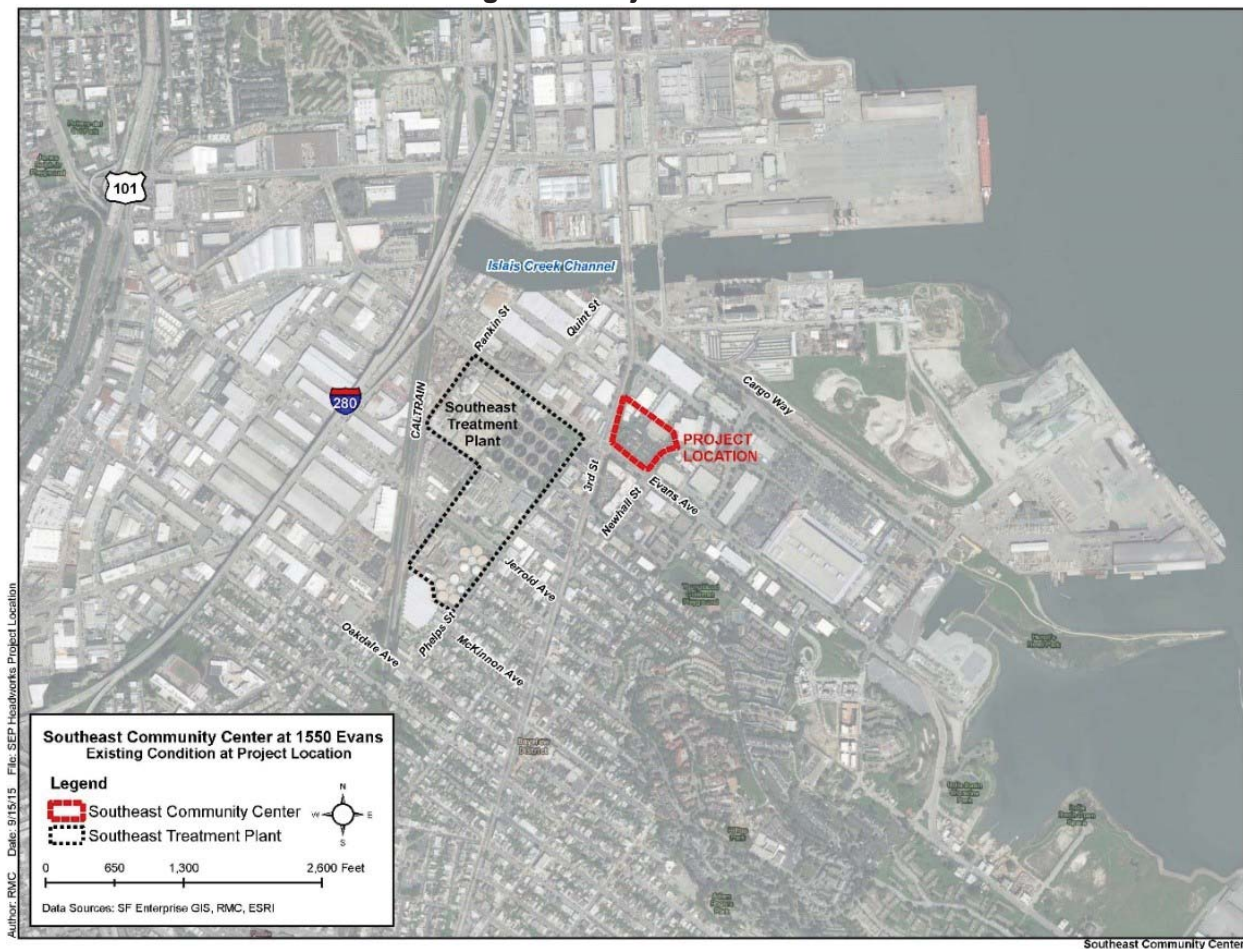 101
Islais Creek Channel
Rankin St
Quint St
Cargo Way
CALTRAIN
280
Southeast
Treatment
Plant
PROJECT
LOCATION
3rd St
Newhall St
Evans Ave
Jerrold Ave
Phelps St
McKinnon Ave
Oakdale Ave
Bayview
District
Southeast Community Center at 1550 Evans
Existing Condition at Project Location
Legend
Southeast Community Center
Southeast Treatment Plant
N
W E
S
0 650 1,300 2,600 Feet
Data Sources: SF Enterprise GIS, RMC, ESRI
Author: RMC Date: 9/15/15 File: SEP Headworks Project Location
Southeast Community Center